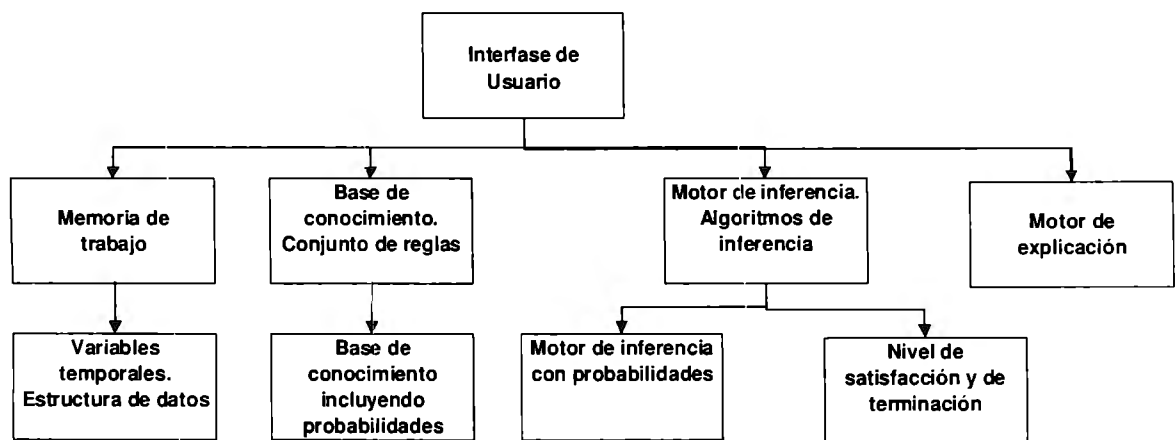 Interfase de
Usuario
Memoria de
trabajo
Base de
conocimiento.
Conjunto de reglas
Motor de inferencia.
Algoritmos de
inferencia
Motor de
explicación
Variables
temporales.
Estructura de datos
Base de
conocimiento
incluyendo
probabilidades
Motor de inferencia
con probabilidades
Nivel de
satisfacción y de
terminación